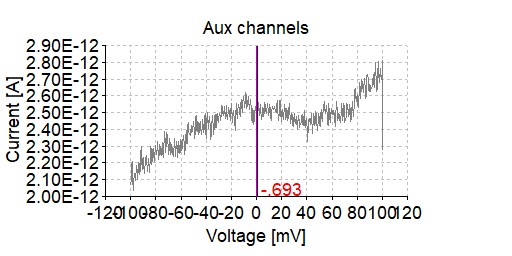 Aux channels
2.90E-12
2.80E-12
2.70E-12
2.60E-12
2.50E-12
2.40E-12
2.30E-12
2.20E-12
2.10E-12
2.00E-12
Current [A]
-.693
-120 -100 -80 -60 -40 -20 0 20 40 60 80 100 120
Voltage [mV]